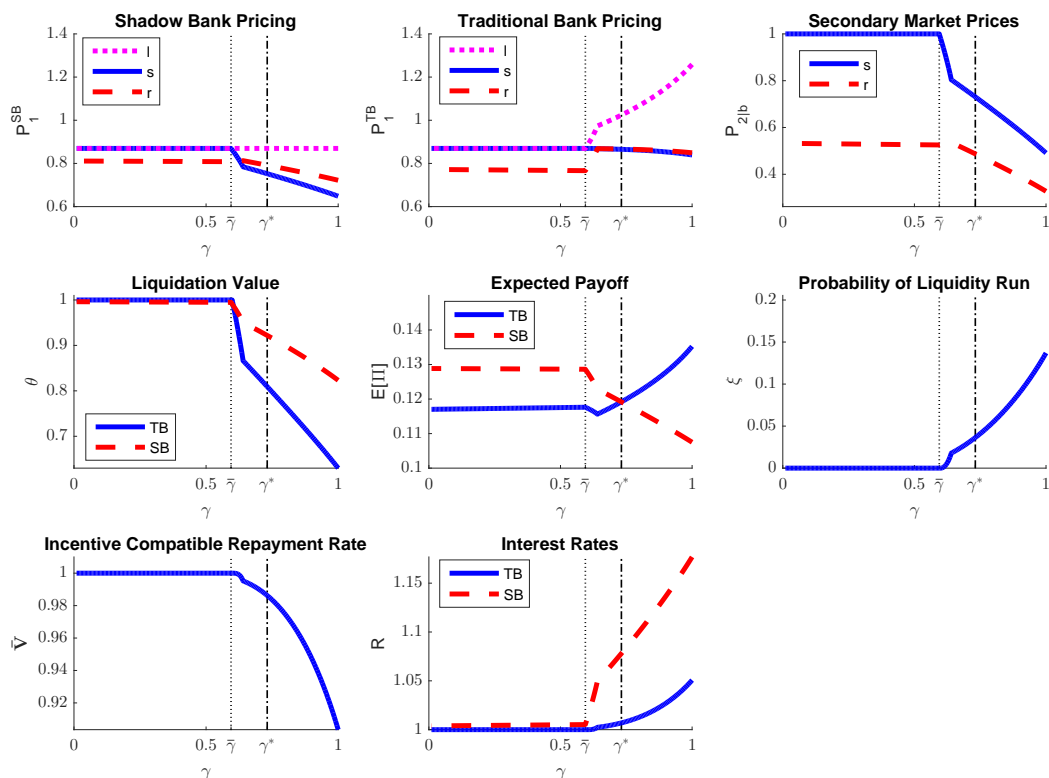 Shadow Bank Pricing
1.4
1.2
1
0.8
0.6
P₁^SB
l
s
r
0 0.5 γ̄ γ* 1
γ
Traditional Bank Pricing
1.4
1.2
1
0.8
0.6
P₁^TB
l
s
r
0 0.5 γ̄ γ* 1
γ
Secondary Market Prices
1
0.8
0.6
0.4
P₂|b
s
r
0 0.5 γ̄ γ* 1
γ
Liquidation Value
1
0.9
0.8
0.7
θ
TB
SB
0 0.5 γ̄ γ* 1
γ
Expected Payoff
0.14
0.13
0.12
0.11
0.1
E[Π]
TB
SB
0 0.5 γ̄ γ* 1
γ
Probability of Liquidity Run
0.2
0.15
0.1
0.05
0
ξ
0 0.5 γ̄ γ* 1
γ
Incentive Compatible Repayment Rate
1
0.98
0.96
0.94
0.92
V̄
0 0.5 γ̄ γ* 1
γ
Interest Rates
1.15
1.1
1.05
1
R
TB
SB
0 0.5 γ̄ γ* 1
γ